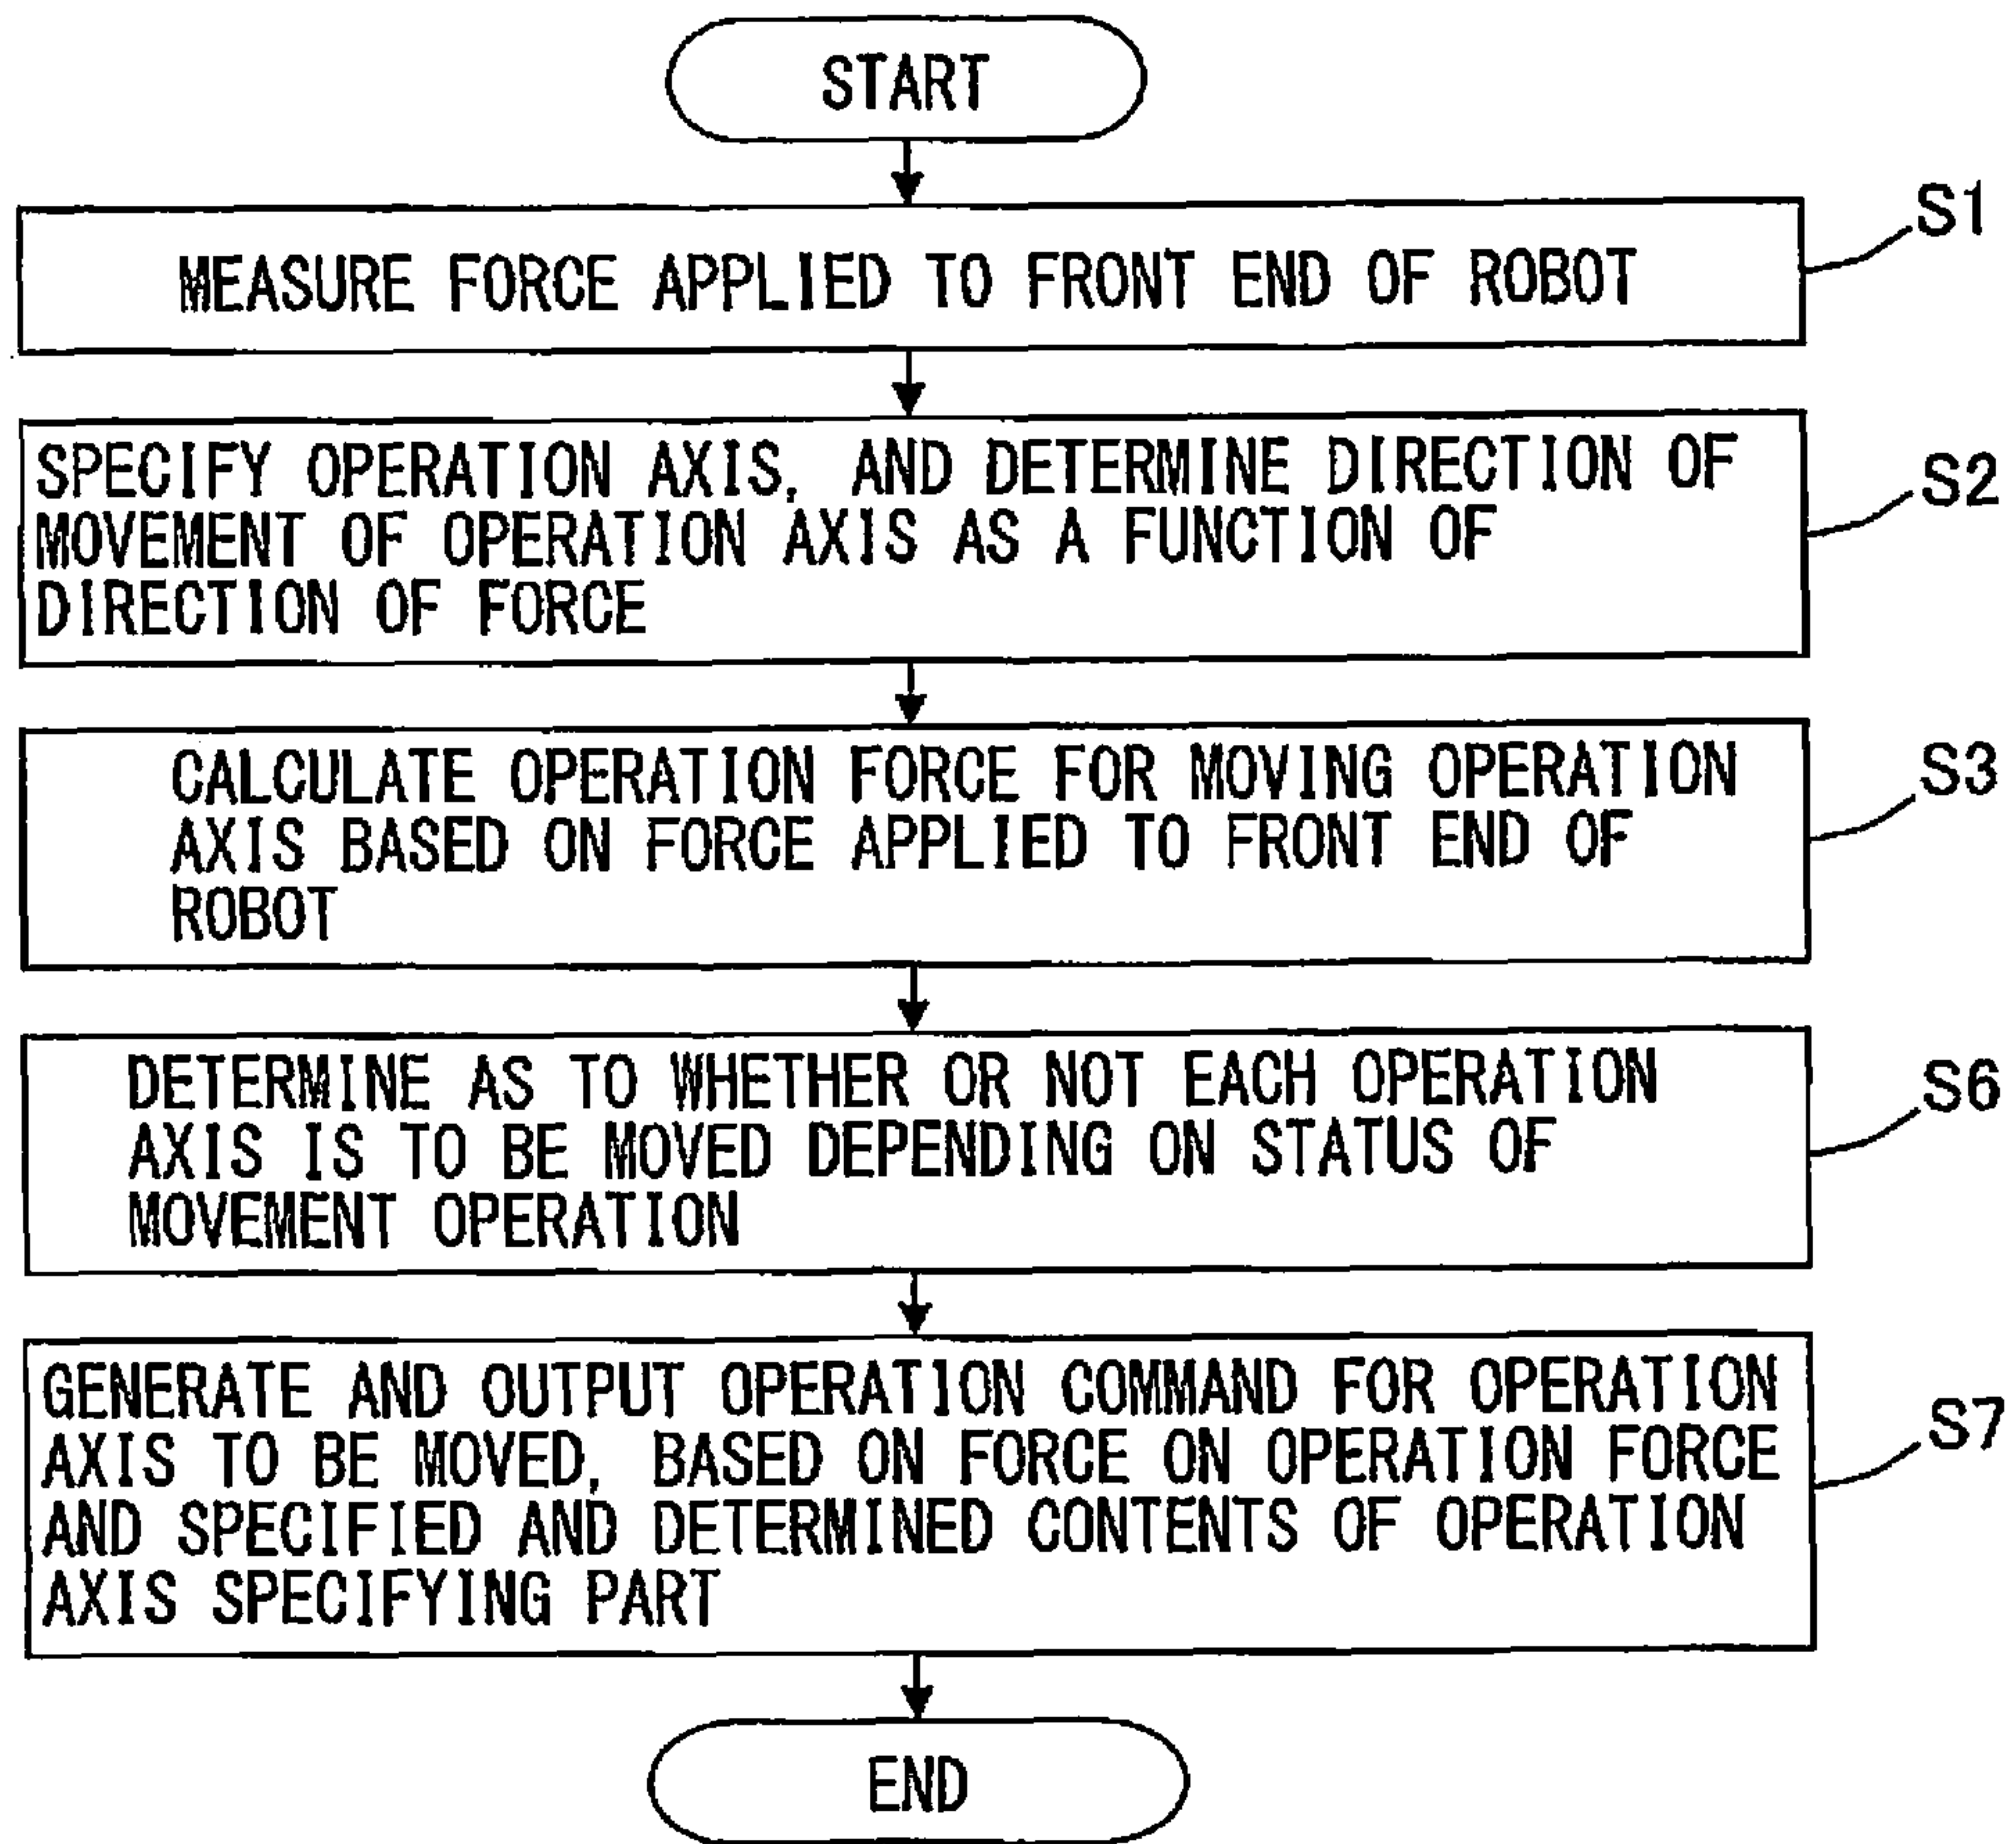 START
S1
MEASURE FORCE APPLIED TO FRONT END OF ROBOT
SPECIFY OPERATION AXIS, AND DETERMINE DIRECTION OF
MOVEMENT OF OPERATION AXIS AS A FUNCTION OF
DIRECTION OF FORCE
S2
CALCULATE OPERATION FORCE FOR MOVING OPERATION
AXIS BASED ON FORCE APPLIED TO FRONT END OF
ROBOT
S3
DETERMINE AS TO WHETHER OR NOT EACH OPERATION
AXIS IS TO BE MOVED DEPENDING ON STATUS OF
MOVEMENT OPERATION
S6
GENERATE AND OUTPUT OPERATION COMMAND FOR OPERATION
AXIS TO BE MOVED, BASED ON FORCE ON OPERATION FORCE
AND SPECIFIED AND DETERMINED CONTENTS OF OPERATION
AXIS SPECIFYING PART
S7
END